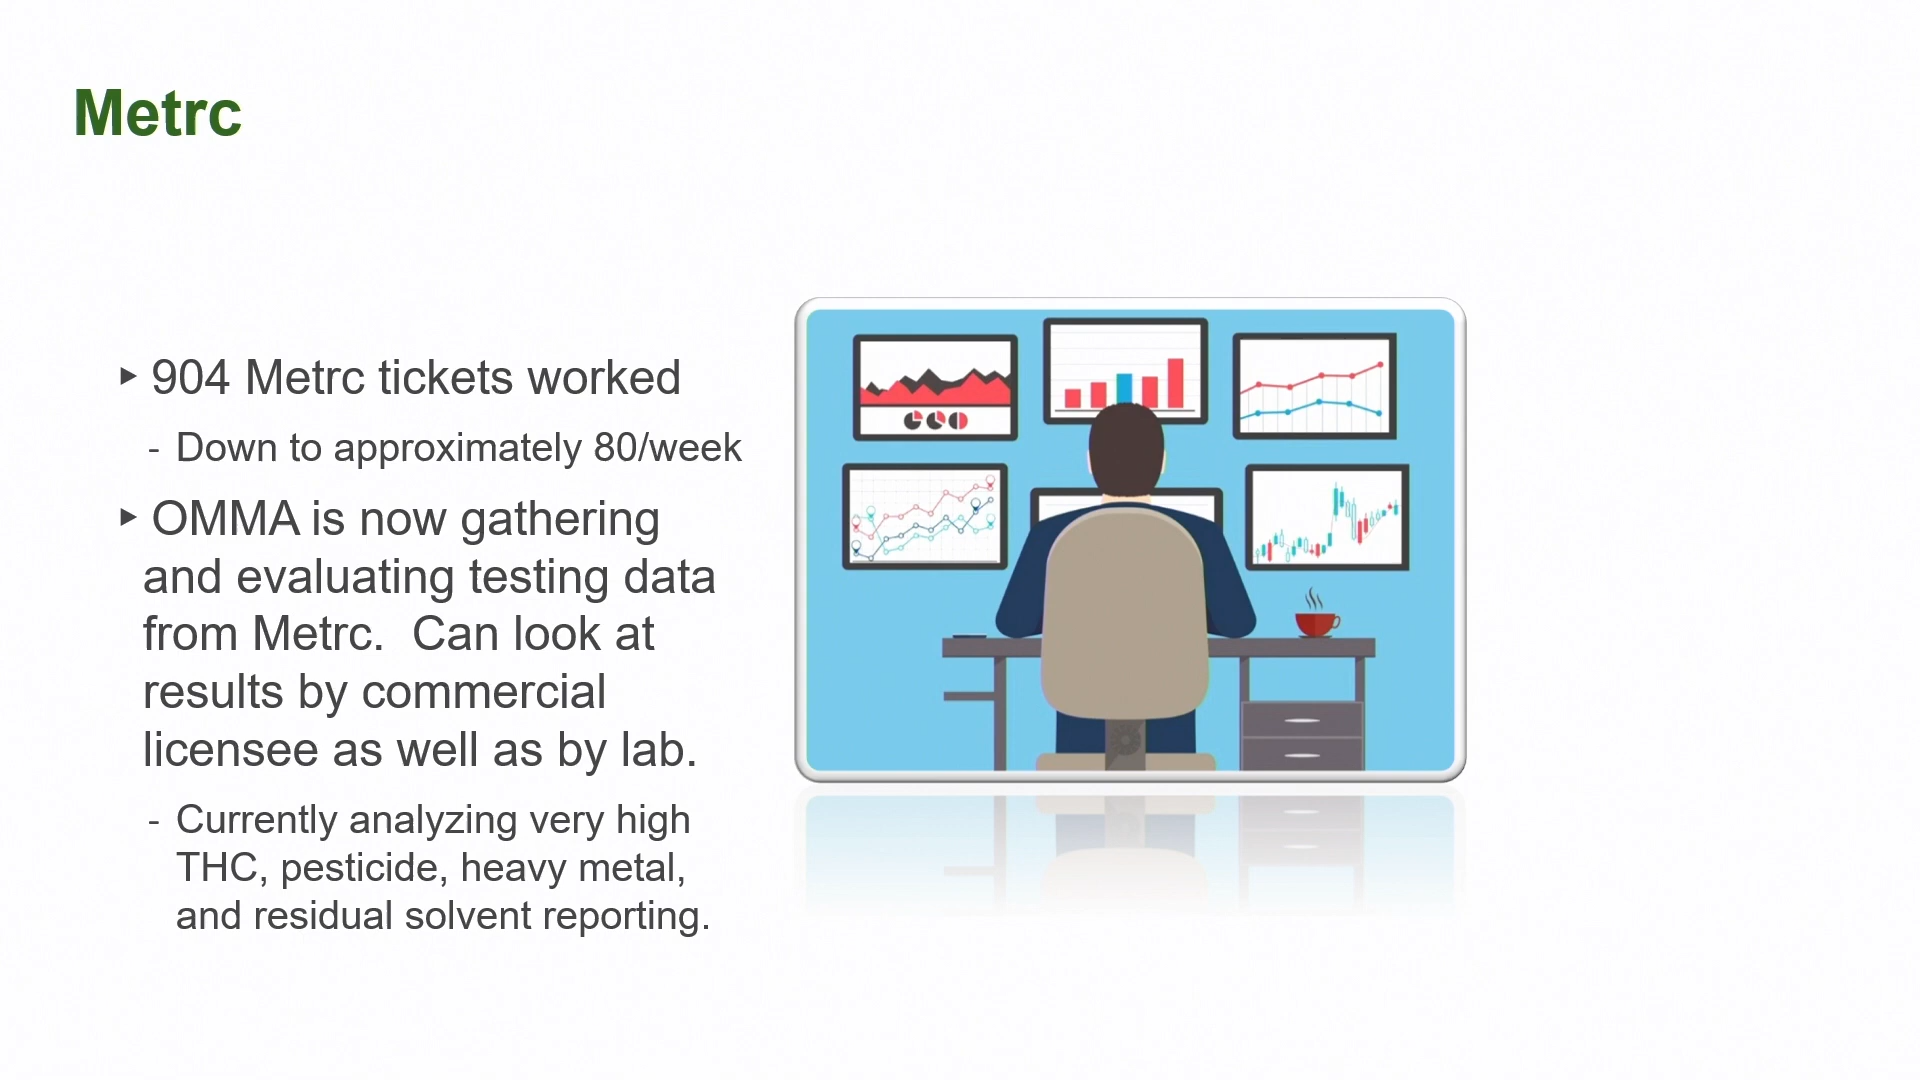 Metrc
‣ 904 Metrc tickets worked
- Down to approximately 80/week
‣ OMMA is now gathering
and evaluating testing data
from Metrc.  Can look at
results by commercial
licensee as well as by lab.
- Currently analyzing very high
THC, pesticide, heavy metal,
and residual solvent reporting.